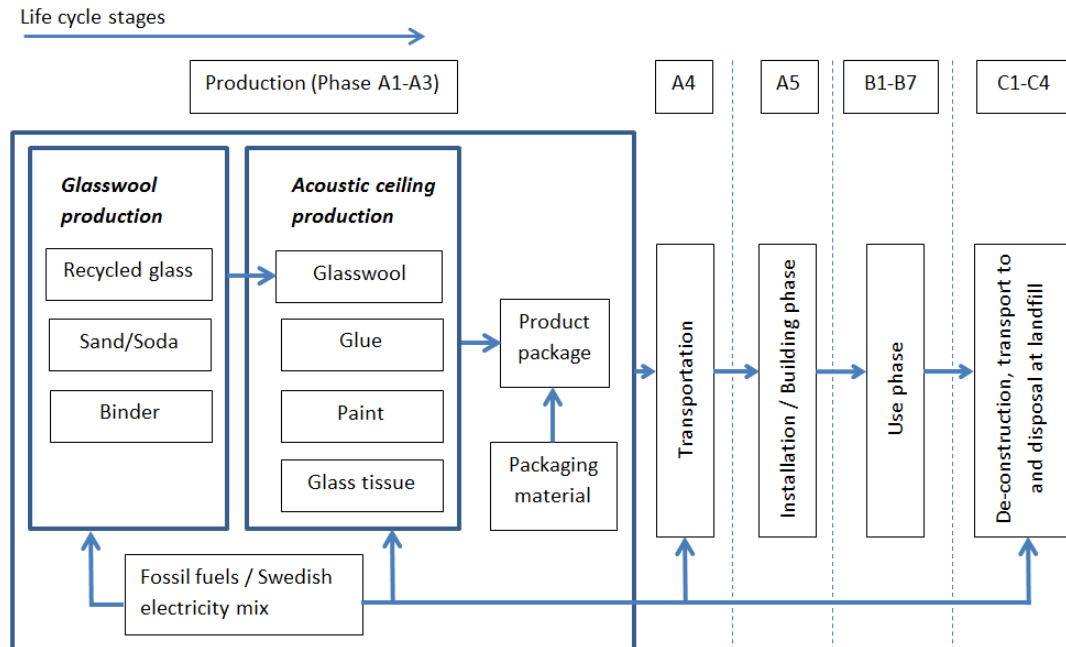 Life cycle stages
Production (Phase A1-A3)
A4
A5
B1-B7
C1-C4
Glasswool
production
Recycled glass
Sand/Soda
Binder
Acoustic ceiling
production
Glasswool
Glue
Paint
Glass tissue
Product
package
Packaging
material
Fossil fuels / Swedish
electricity mix
Transportation
Installation / Building phase
Use phase
De-construction, transport to
and disposal at landfill